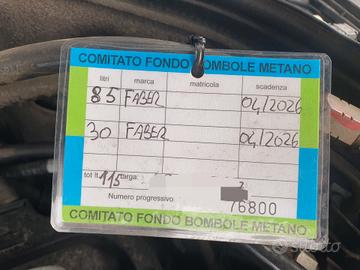 COMITATO FONDO BOMBOLE METANO
litri marca matricola scadenza
85 FABER 04/2026
30 FABER 04/2026
tot lt. 115 targa:
Numero progressivo: 76800
COMITATO FONDO BOMBOLE METANO
subito